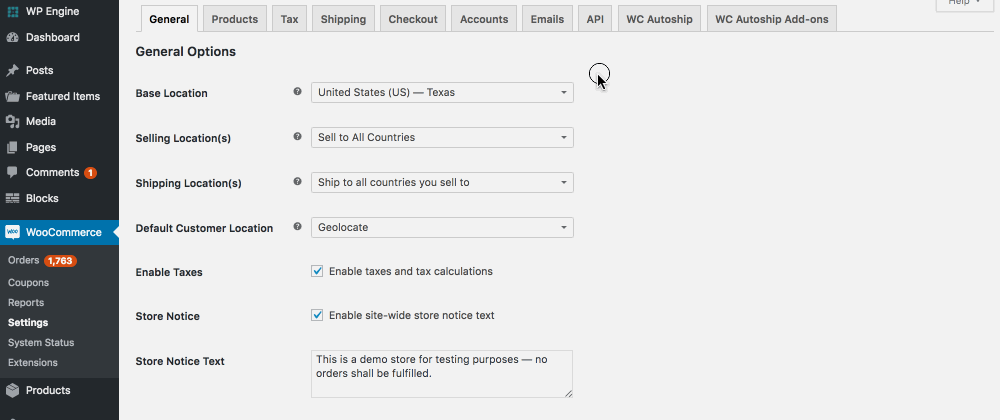 WP Engine
Dashboard
Posts
Featured Items
Media
Pages
Comments 1
Blocks
WOO WooCommerce
Orders 1,763
Coupons
Reports
Settings
System Status
Extensions
Products
Help
General Products Tax Shipping Checkout Accounts Emails API WC Autoship WC Autoship Add-ons
General Options
Base Location ? United States (US) — Texas
Selling Location(s) ? Sell to All Countries
Shipping Location(s) ? Ship to all countries you sell to
Default Customer Location ? Geolocate
Enable Taxes Enable taxes and tax calculations
Store Notice Enable site-wide store notice text
Store Notice Text This is a demo store for testing purposes — no
orders shall be fulfilled.